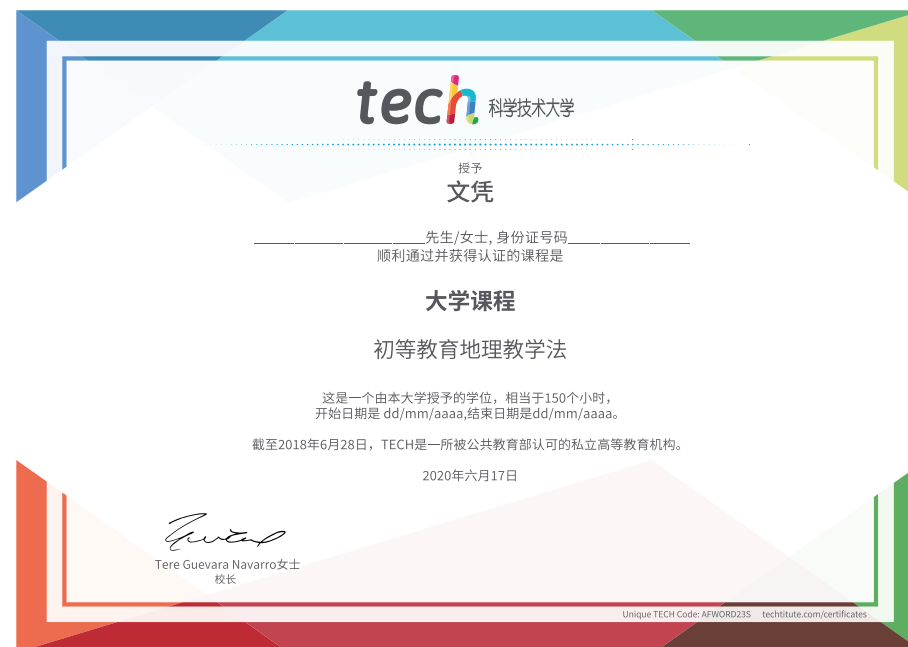 tech 科学技术大学
授予
文凭
_____________________先生/女士, 身份证号码_______________
顺利通过并获得认证的课程是
大学课程
初等教育地理教学法
这是一个由本大学授予的学位，相当于150个小时，
开始日期是 dd/mm/aaaa,结束日期是dd/mm/aaaa。
截至2018年6月28日，TECH是一所被公共教育部认可的私立高等教育机构。
2020年六月17日
Tere Guevara Navarro女士
校长
Unique TECH Code: AFWORD23S techtitute.com/certificates